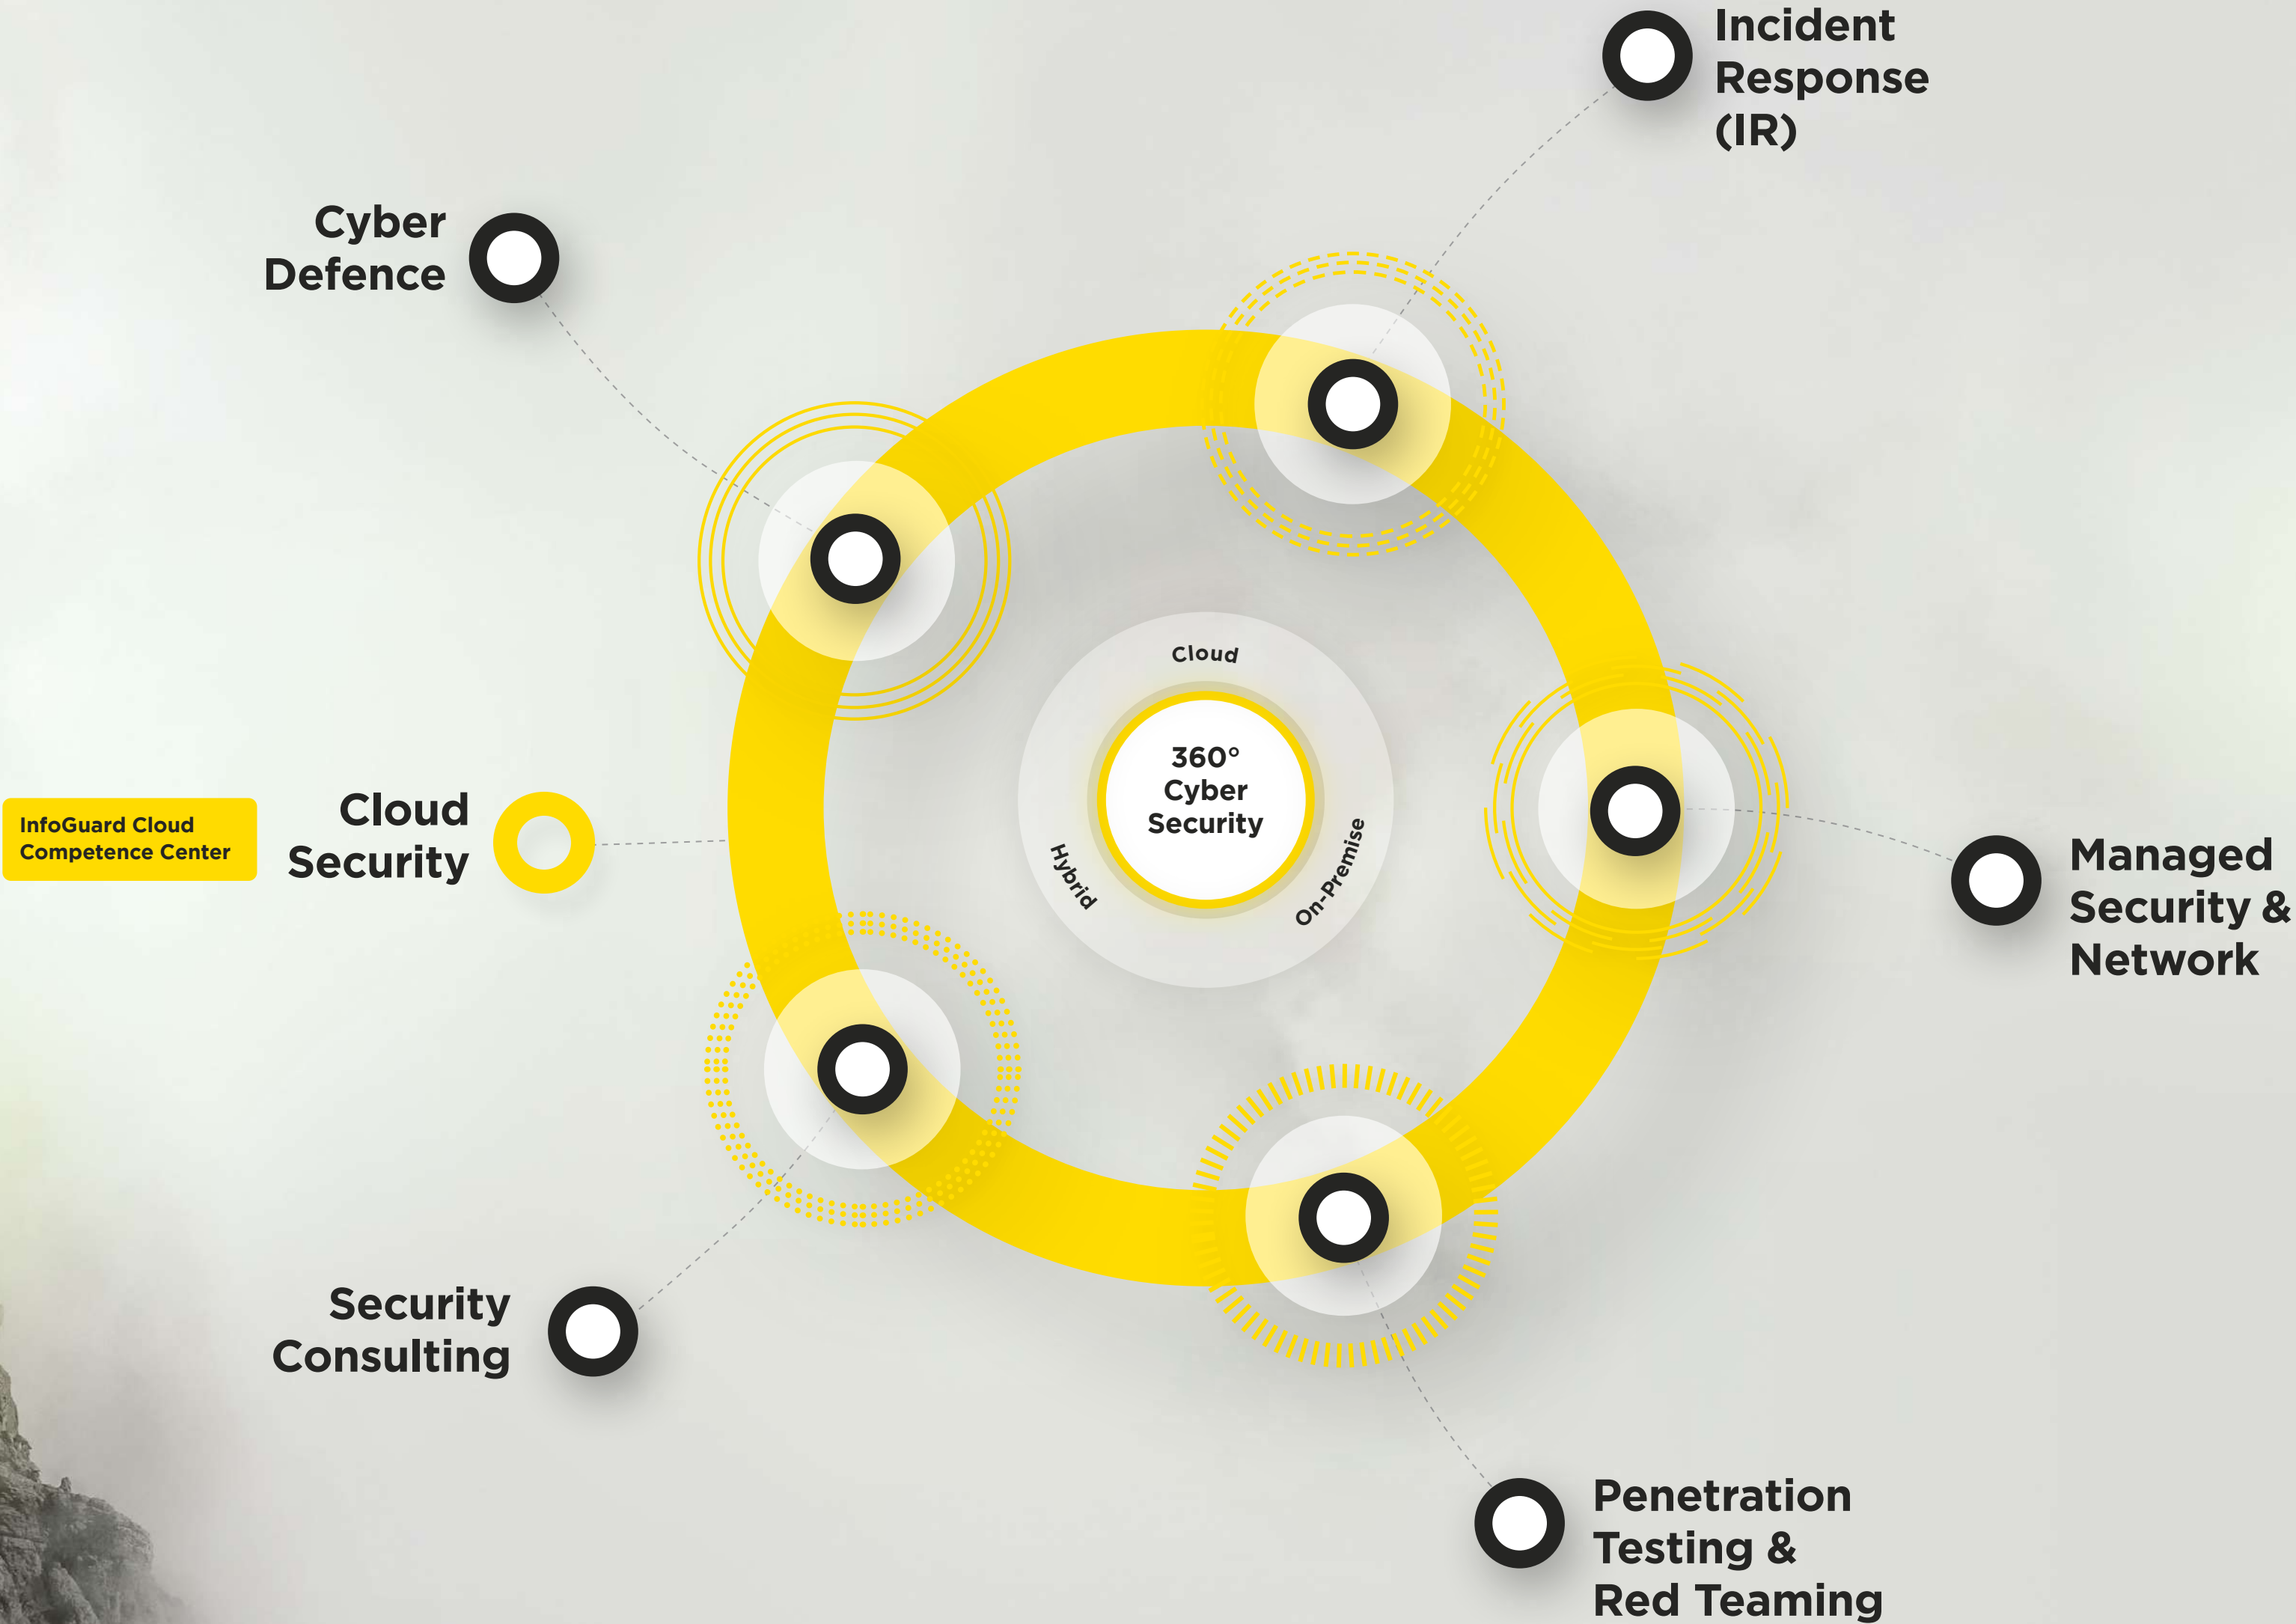 Incident
Response
(IR)
Cyber
Defence
Cloud
360°
Cyber
Security
Hybrid
On-Premise
InfoGuard Cloud
Competence Center
Cloud
Security
Managed
Security &
Network
Security
Consulting
Penetration
Testing &
Red Teaming